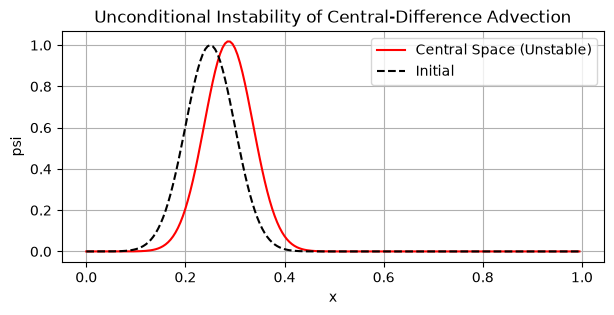 Unconditional Instability of Central-Difference Advection
Central Space (Unstable)
Initial
psi
1.0
0.8
0.6
0.4
0.2
0.0
0.0 0.2 0.4 0.6 0.8 1.0
x